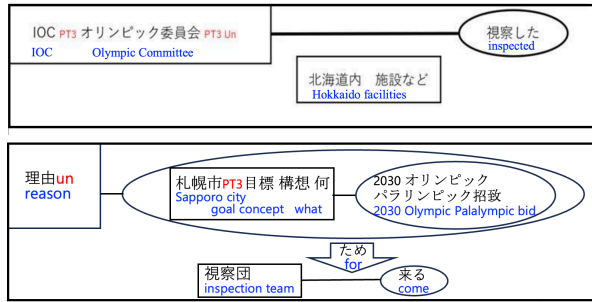 IOC PT3 オリンピック委員会 PT3 Un
IOC Olympic Committee
視察した
inspected
北海道内 施設など
Hokkaido facilities
理由un
reason
札幌市PT3目標 構想 何
Sapporo city
goal concept what
2030 オリンピック
パラリンピック招致
2030 Olympic Palalympic bid
ため
for
視察団
inspection team
来る
come